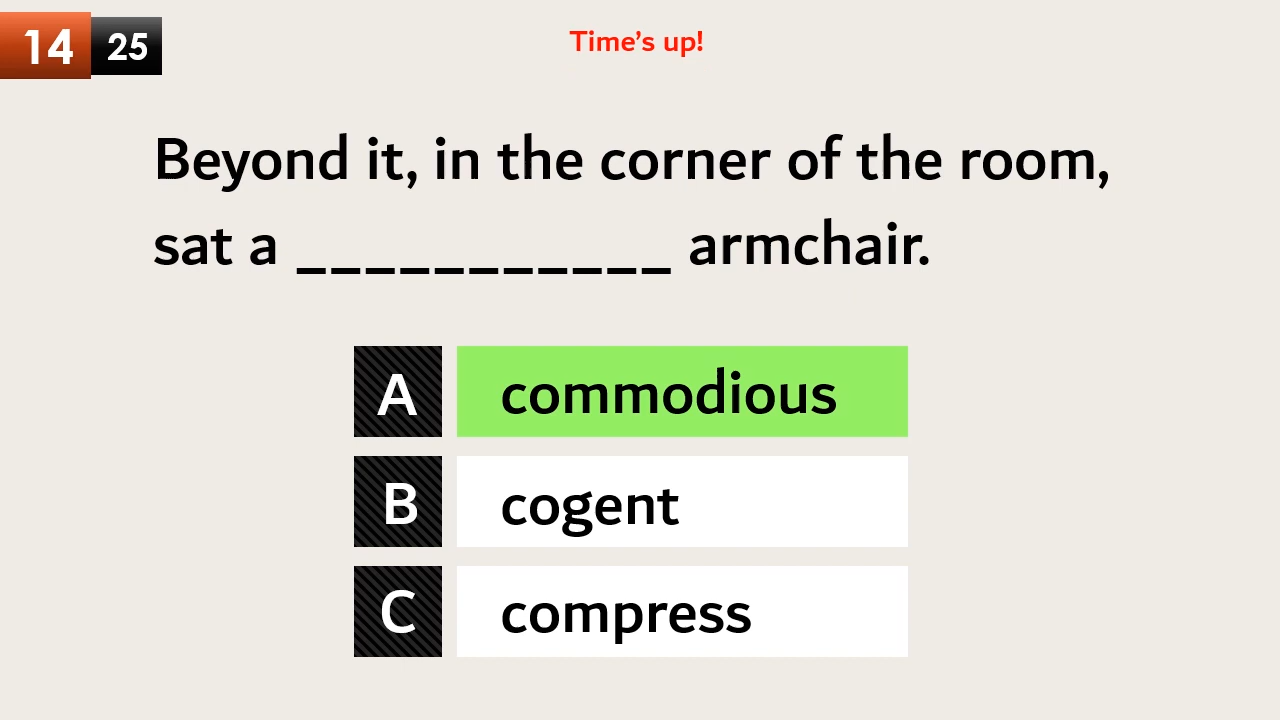 14 25
Time's up!
Beyond it, in the corner of the room,
sat a ___________ armchair.
A commodious
B cogent
C compress